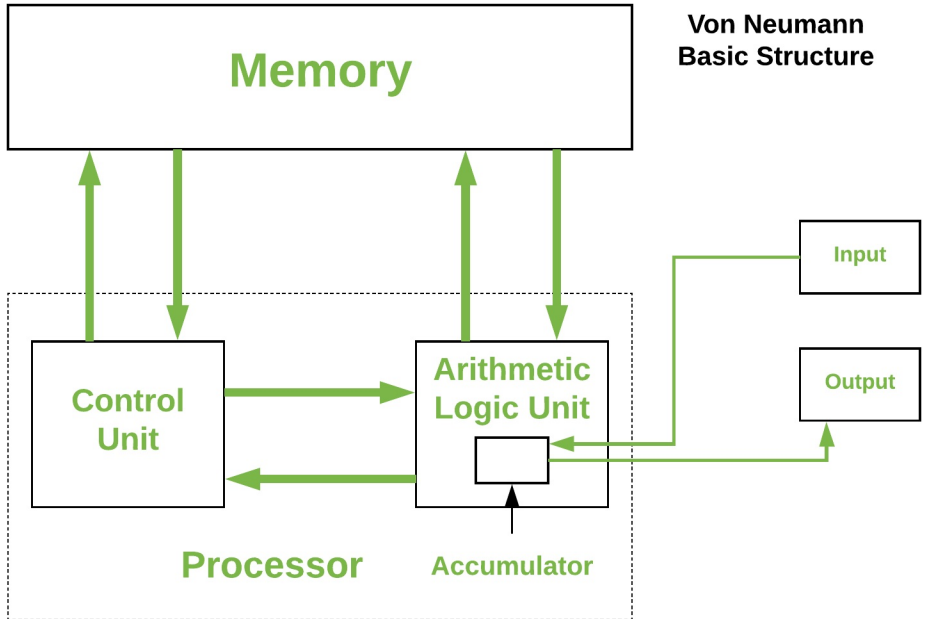 Von Neumann
Basic Structure
Memory
Input
Output
Control
Unit
Arithmetic
Logic Unit
Accumulator
Processor